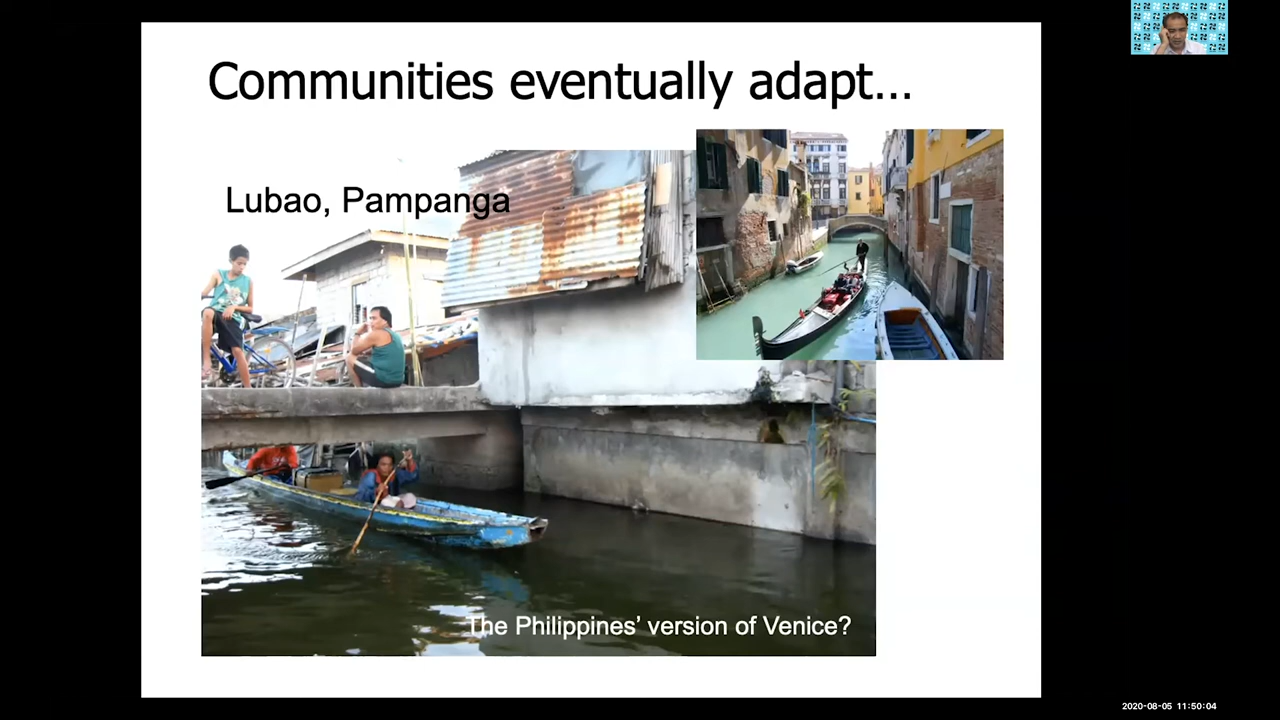 Communities eventually adapt...
Lubao, Pampanga
The Philippines’ version of Venice?
2020-08-05 11:50:04